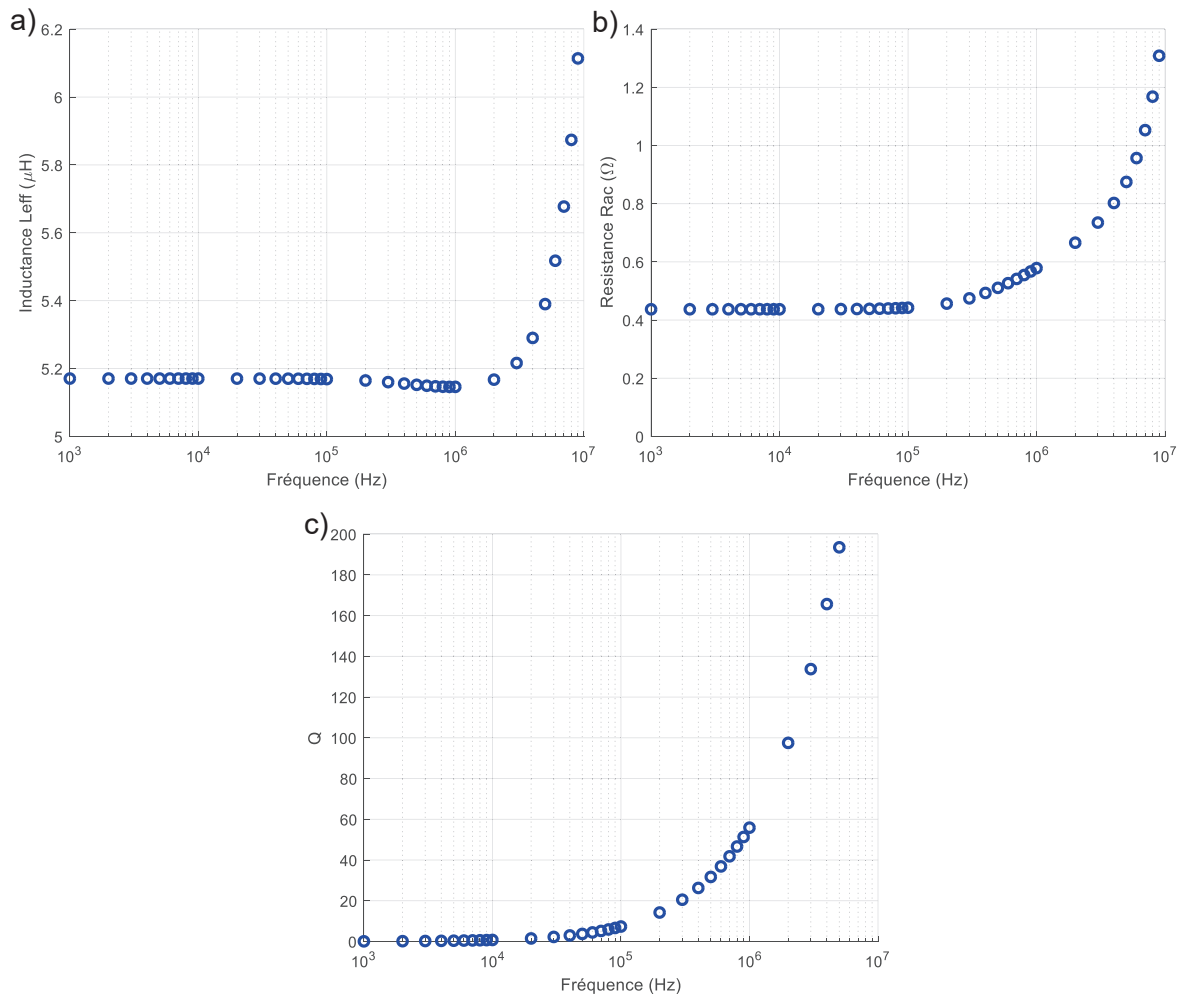 a)
6.2
6
5.8
5.6
5.4
5.2
5
Inductance Leff (μH)
10³ 10⁴ 10⁵ 10⁶ 10⁷
Fréquence (Hz)
b)
1.4
1.2
1
0.8
0.6
0.4
0.2
0
Resistance Rac (Ω)
10³ 10⁴ 10⁵ 10⁶ 10⁷
Fréquence (Hz)
c)
200
180
160
140
120
100
80
60
40
20
0
Q
10³ 10⁴ 10⁵ 10⁶ 10⁷
Fréquence (Hz)